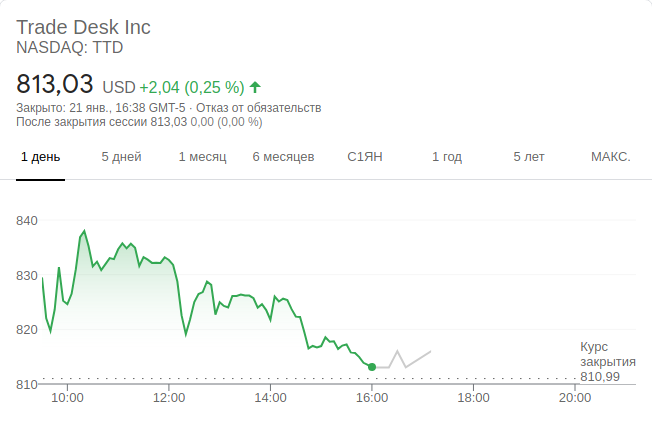 Trade Desk Inc
NASDAQ: TTD
813,03 USD +2,04 (0,25 %)
Закрыто: 21 янв., 16:38 GMT-5 · Отказ от обязательств
После закрытия сессии 813,03 0,00 (0,00 %)
1 день 5 дней 1 месяц 6 месяцев С1ЯН 1 год 5 лет МАКС.
840
830
820
Курс
закрытия
810,99
810
10:00 12:00 14:00 16:00 18:00 20:00